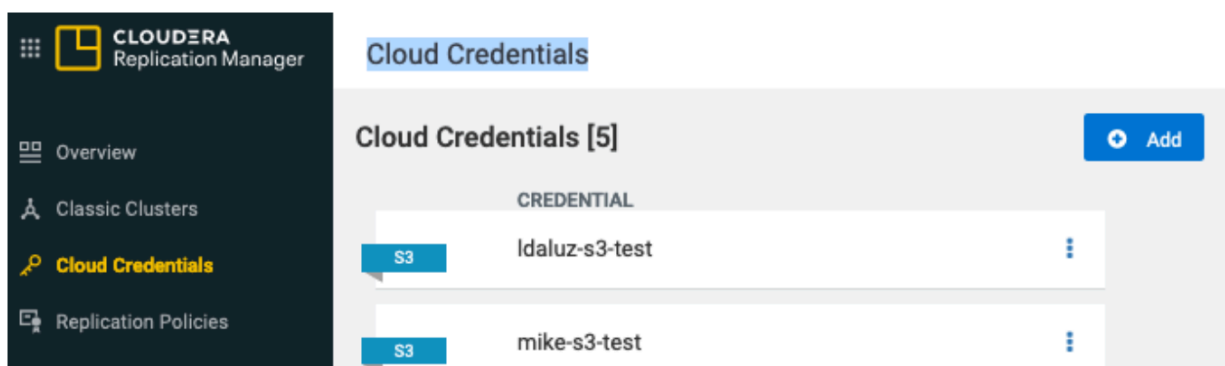 CLOUDERA
Replication Manager
Cloud Credentials
Overview
Classic Clusters
Cloud Credentials
Replication Policies
Cloud Credentials [5]
Add
CREDENTIAL
S3
ldaluz-s3-test
S3
mike-s3-test